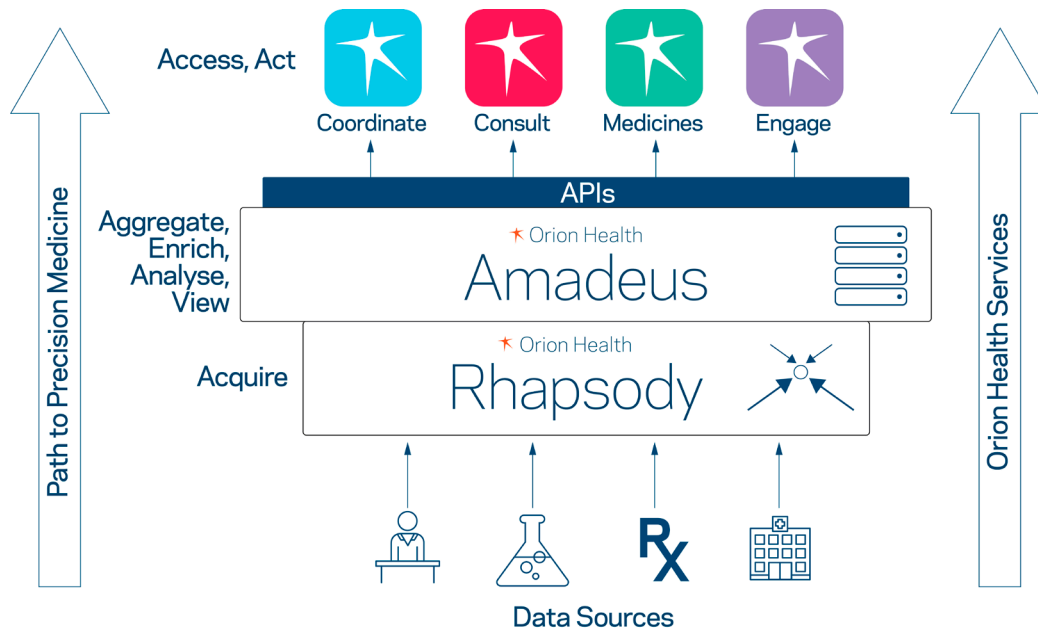 Access, Act
Coordinate
Consult
Medicines
Engage
APIs
Aggregate,
Enrich,
Analyse,
View
Orion Health
Amadeus
Acquire
Orion Health
Rhapsody
Rx
Data Sources
Path to Precision Medicine
Orion Health Services